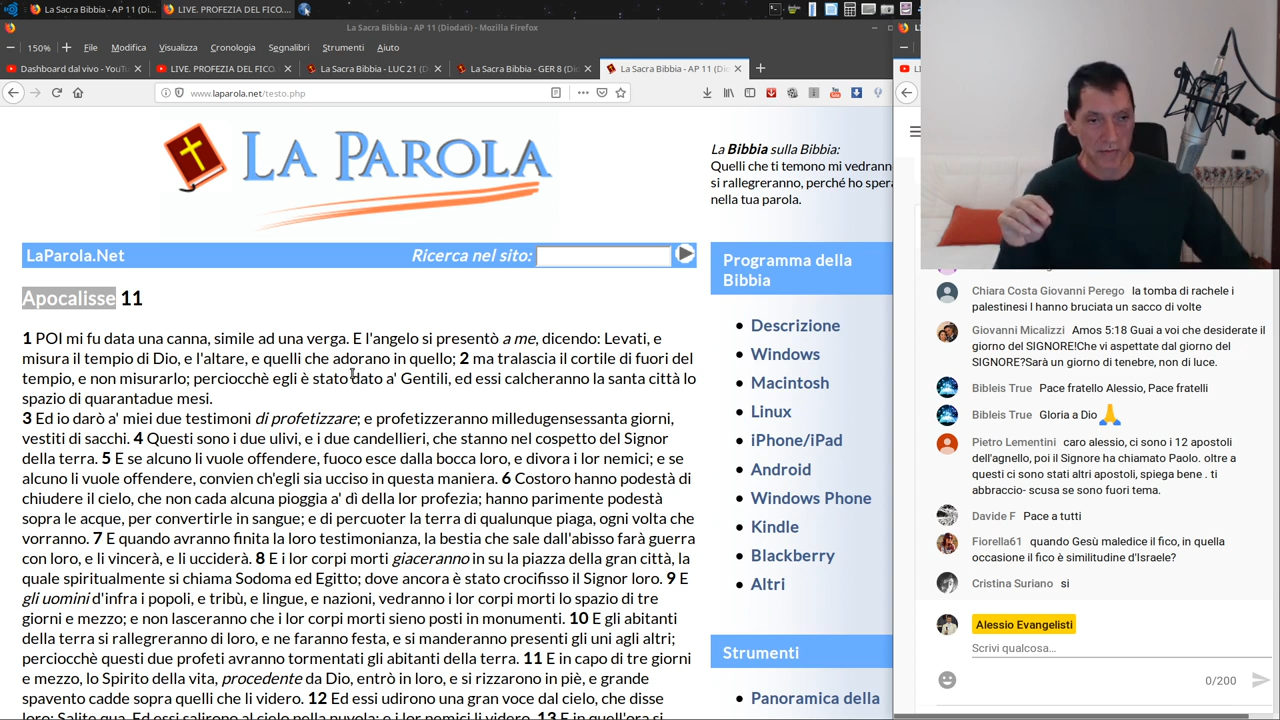 La Sacra Bibbia - AP 11 (Di...
LIVE. PROFEZIA DEL FICO....
La Sacra Bibbia - AP 11 (Diodati) - Mozilla Firefox
150%
File
Modifica
Visualizza
Cronologia
Segnalibri
Strumenti
Aiuto
Dashboard dal vivo - YouTu
LIVE. PROFEZIA DEL FICO
La Sacra Bibbia - LUC 21 (D
La Sacra Bibbia - GER 8 (Di
La Sacra Bibbia - AP 11 (Di
www.laparola.net/testo.php
LA PAROLA
La Bibbia sulla Bibbia:
Quelli che ti temono mi vedrann
si rallegreranno, perché ho spera
nella tua parola.
LaParola.Net
Ricerca nel sito:
Apocalisse 11
1 POI mi fu data una canna, simile ad una verga. E l'angelo si presentò a me, dicendo: Levati, e
misura il tempio di Dio, e l'altare, e quelli che adorano in quello; 2 ma tralascia il cortile di fuori del
tempio, e non misurarlo; perciocchè egli è stato dato a' Gentili, ed essi calcheranno la santa città lo
spazio di quarantadue mesi.
3 Ed io darò a' miei due testimoni di profetizzare; e profetizzeranno milledugensessanta giorni,
vestiti di sacchi. 4 Questi sono i due ulivi, e i due candellieri, che stanno nel cospetto del Signor
della terra. 5 E se alcuno li vuole offendere, fuoco esce dalla bocca loro, e divora i lor nemici; e se
alcuno li vuole offendere, convien ch'egli sia ucciso in questa maniera. 6 Costoro hanno podestà di
chiudere il cielo, che non cada alcuna pioggia a' dì della lor profezia; hanno parimente podestà
sopra le acque, per convertirle in sangue; e di percuoter la terra di qualunque piaga, ogni volta che
vorranno. 7 E quando avranno finita la loro testimonianza, la bestia che sale dall'abisso farà guerra
con loro, e li vincerà, e li ucciderà. 8 E i lor corpi morti giaceranno in su la piazza della gran città, la
quale spiritualmente si chiama Sodoma ed Egitto; dove ancora è stato crocifisso il Signor loro. 9 E
gli uomini d'infra i popoli, e tribù, e lingue, e nazioni, vedranno i lor corpi morti lo spazio di tre
giorni e mezzo; e non lasceranno che i lor corpi morti sieno posti in monumenti. 10 E gli abitanti
della terra si rallegreranno di loro, e ne faranno festa, e si manderanno presenti gli uni agli altri;
perciocchè questi due profeti avranno tormentati gli abitanti della terra. 11 E in capo di tre giorni
e mezzo, lo Spirito della vita, procedente da Dio, entrò in loro, e si rizzarono in piè, e grande
spavento cadde sopra quelli che li videro. 12 Ed essi udirono una gran voce dal cielo, che disse
loro: Salite qua. Ed essi salirono al cielo nella nuvola; e i lor nemici li videro. 13 E in quell'ora si
Programma della
Bibbia
Descrizione
Windows
Macintosh
Linux
iPhone/iPad
Android
Windows Phone
Kindle
Blackberry
Altri
Strumenti
Panoramica della
Chiara Costa Giovanni Perego la tomba di rachele i
palestinesi l hanno bruciata un sacco di volte
Giovanni Micalizzi Amos 5:18 Guai a voi che desiderate il
giorno del SIGNORE!Che vi aspettate dal giorno del
SIGNORE?Sarà un giorno di tenebre, non di luce.
Bibleis True Pace fratello Alessio, Pace fratelli
Bibleis True Gloria a Dio
Pietro Lementini caro alessio, ci sono i 12 apostoli
dell'agnello, poi il Signore ha chiamato Paolo. oltre a
questi ci sono stati altri apostoli, spiega bene . ti
abbraccio- scusa se sono fuori tema.
Davide F Pace a tutti
Fiorella61 quando Gesù maledice il fico, in quella
occasione il fico è similitudine d'Israele?
Cristina Suriano si
Alessio Evangelisti
Scrivi qualcosa...
0/200